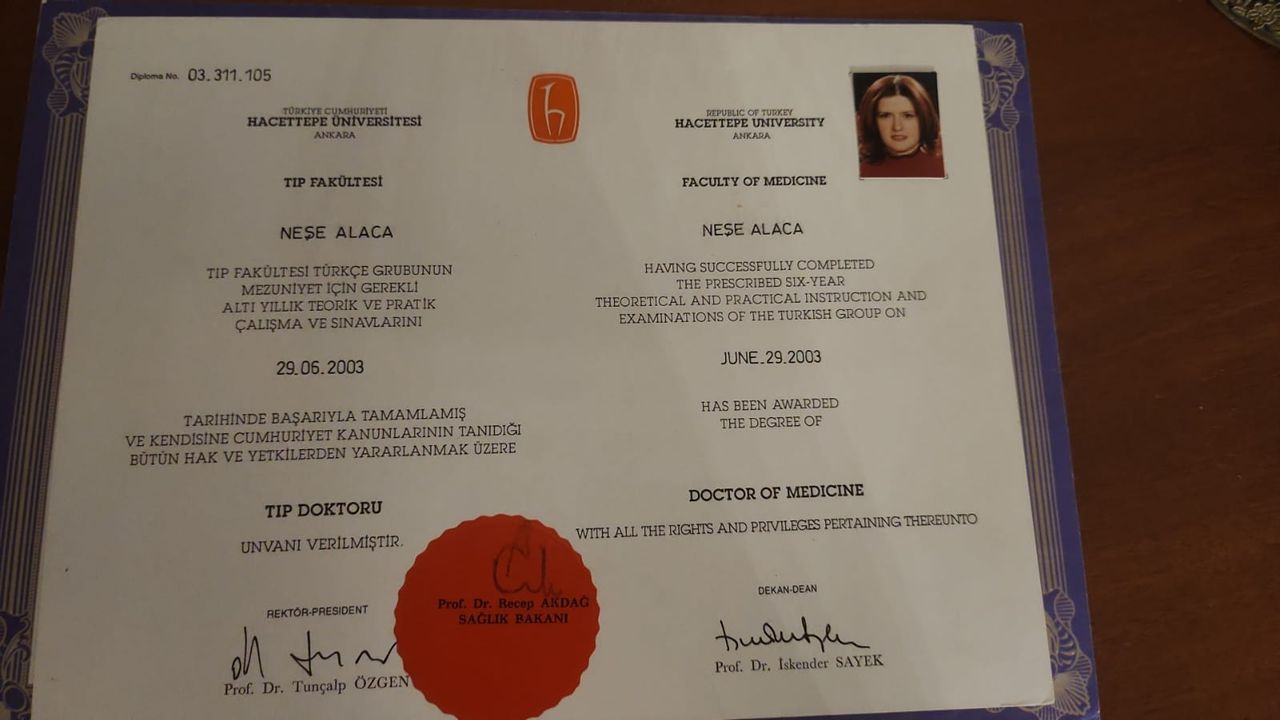 Diploma No. 03.311.105
TÜRKİYE CUMHURİYETİ
HACETTEPE ÜNİVERSİTESİ
ANKARA
TIP FAKÜLTESİ
NEŞE ALACA
TIP FAKÜLTESİ TÜRKÇE GRUBUNUN
MEZUNİYET İÇİN GEREKLİ
ALTI YILLIK TEORİK VE PRATİK
ÇALIŞMA VE SINAVLARINI
29.06.2003
TARİHİNDE BAŞARIYLA TAMAMLAMIŞ
VE KENDİSİNE CUMHURİYET KANUNLARININ TANIDIĞI
BÜTÜN HAK VE YETKİLERDEN YARARLANMAK ÜZERE
TIP DOKTORU
UNVANI VERİLMİŞTİR.
REKTÖR-PRESIDENT
Prof. Dr. Tunçalp ÖZGEN
Prof. Dr. Recep AKDAĞ
SAĞLIK BAKANI
REPUBLIC OF TURKEY
HACETTEPE UNIVERSITY
ANKARA
FACULTY OF MEDICINE
NEŞE ALACA
HAVING SUCCESSFULLY COMPLETED
THE PRESCRIBED SIX-YEAR
THEORETICAL AND PRACTICAL INSTRUCTION AND
EXAMINATIONS OF THE TURKISH GROUP ON
JUNE.29.2003
HAS BEEN AWARDED
THE DEGREE OF
DOCTOR OF MEDICINE
WITH ALL THE RIGHTS AND PRIVILEGES PERTAINING THEREUNTO
DEKAN-DEAN
Prof. Dr. İskender SAYEK